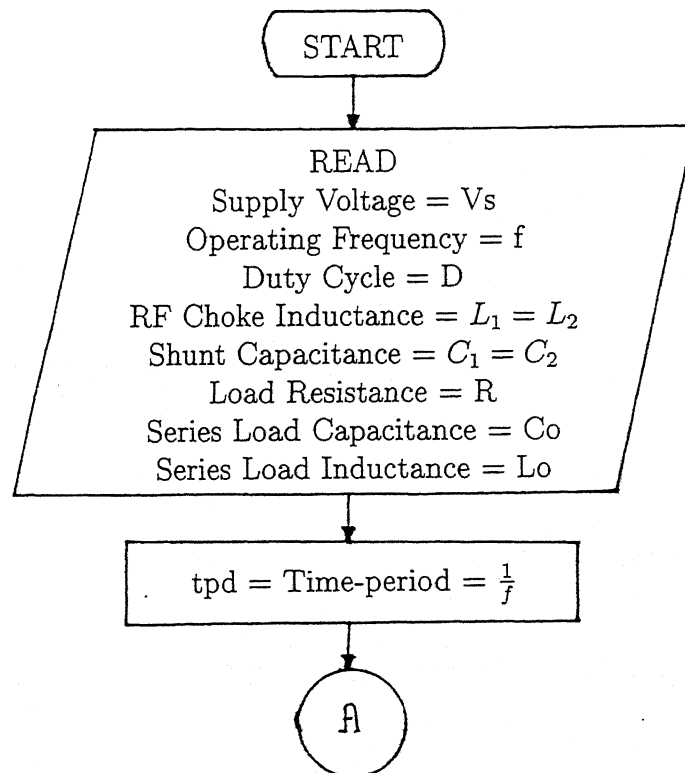 START
READ
Supply Voltage = Vs
Operating Frequency = f
Duty Cycle = D
RF Choke Inductance = L₁ = L₂
Shunt Capacitance = C₁ = C₂
Load Resistance = R
Series Load Capacitance = Co
Series Load Inductance = Lo
tpd = Time-period = 1/f
A